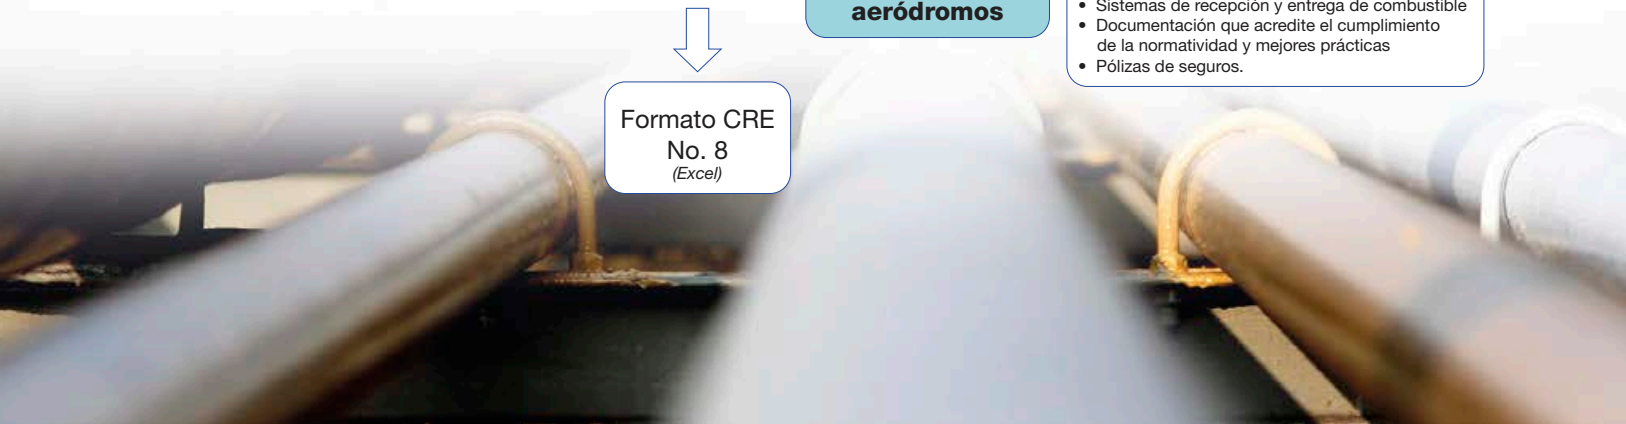 aeródromos
• Sistemas de recepción y entrega de combustible
• Documentación que acredite el cumplimiento
de la normatividad y mejores prácticas
• Pólizas de seguros.
Formato CRE
No. 8
(Excel)